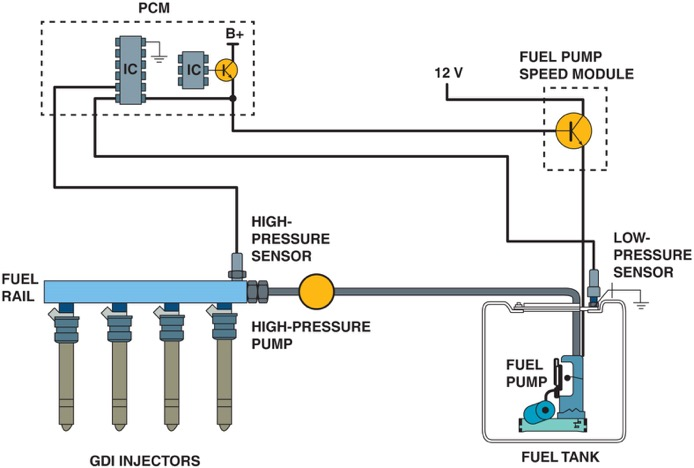 PCM
B+
IC
IC
12 V
FUEL PUMP
SPEED MODULE
HIGH-
PRESSURE
SENSOR
LOW-
PRESSURE
SENSOR
FUEL
RAIL
HIGH-PRESSURE
PUMP
FUEL
PUMP
GDI INJECTORS
FUEL TANK